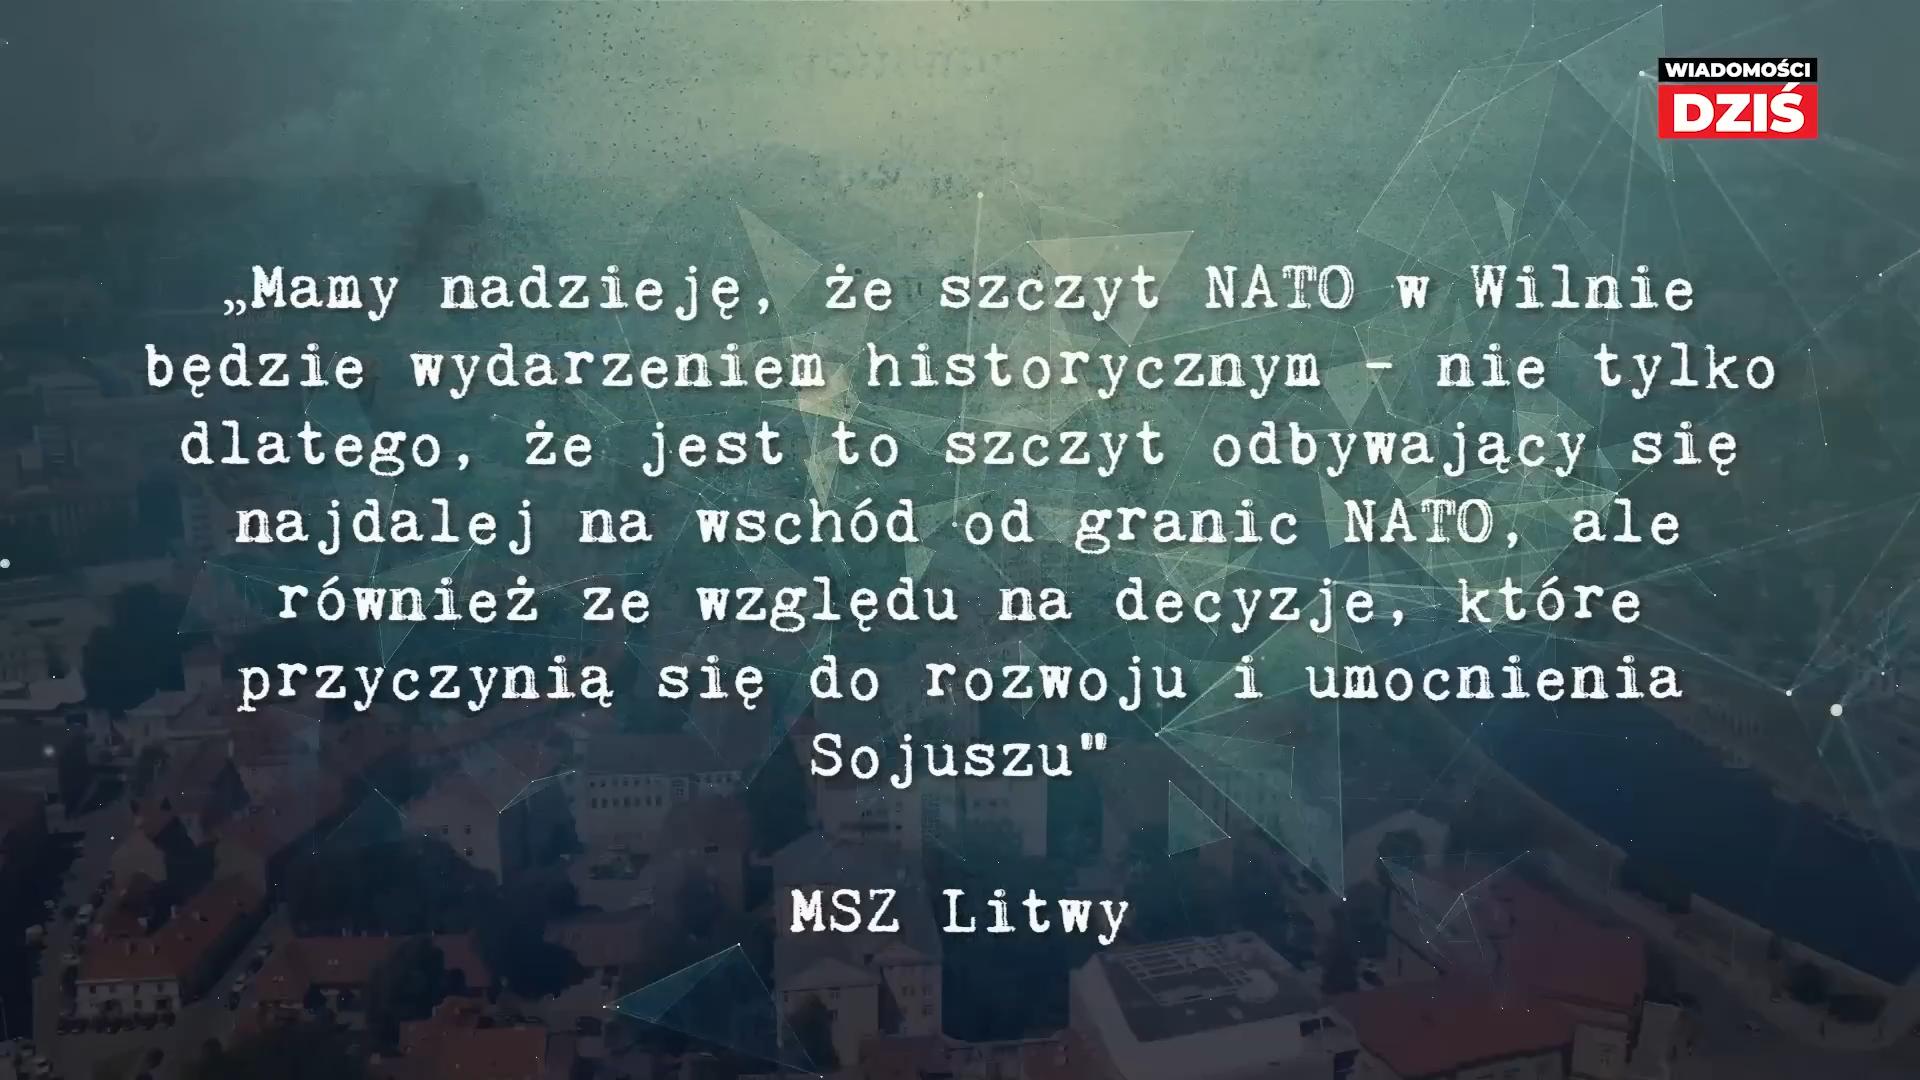 WIADOMOŚCI
DZIŚ
„Mamy nadzieję, że szczyt NATO w Wilnie
będzie wydarzeniem historycznym - nie tylko
dlatego, że jest to szczyt odbywający się
najdalej na wschód od granic NATO, ale
również ze względu na decyzje, które
przyczynią się do rozwoju i umocnienia
Sojuszu"
MSZ Litwy